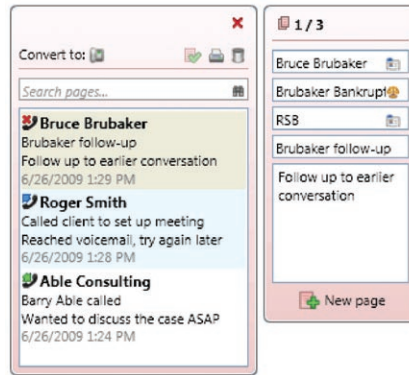 Convert to:
Search pages...
Bruce Brubaker
Brubaker follow-up
Follow up to earlier conversation
6/26/2009 1:29 PM
Roger Smith
Called client to set up meeting
Reached voicemail, try again later
6/26/2009 1:28 PM
Able Consulting
Barry Able called
Wanted to discuss the case ASAP
6/26/2009 1:24 PM
1 / 3
Bruce Brubaker
Brubaker Bankrupt
RSB
Brubaker follow-up
Follow up to earlier
conversation
New page